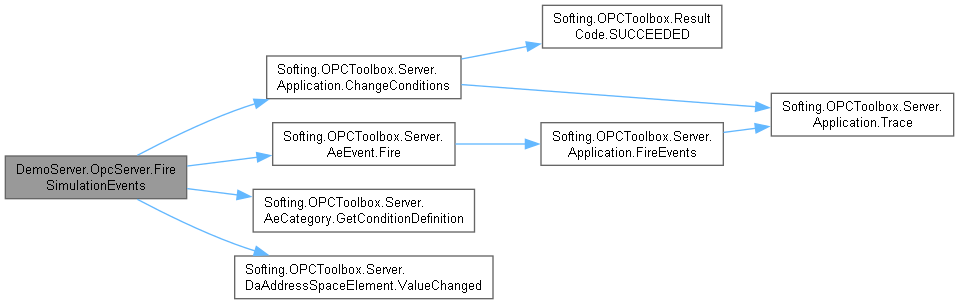 Softing.OPCToolbox.Result
Code.SUCCEEDED
Softing.OPCToolbox.Server.
Application.ChangeConditions
Softing.OPCToolbox.Server.
Application.Trace
Softing.OPCToolbox.Server.
AeEvent.Fire
Softing.OPCToolbox.Server.
Application.FireEvents
DemoServer.OpcServer.Fire
SimulationEvents
Softing.OPCToolbox.Server.
AeCategory.GetConditionDefinition
Softing.OPCToolbox.Server.
DaAddressSpaceElement.ValueChanged